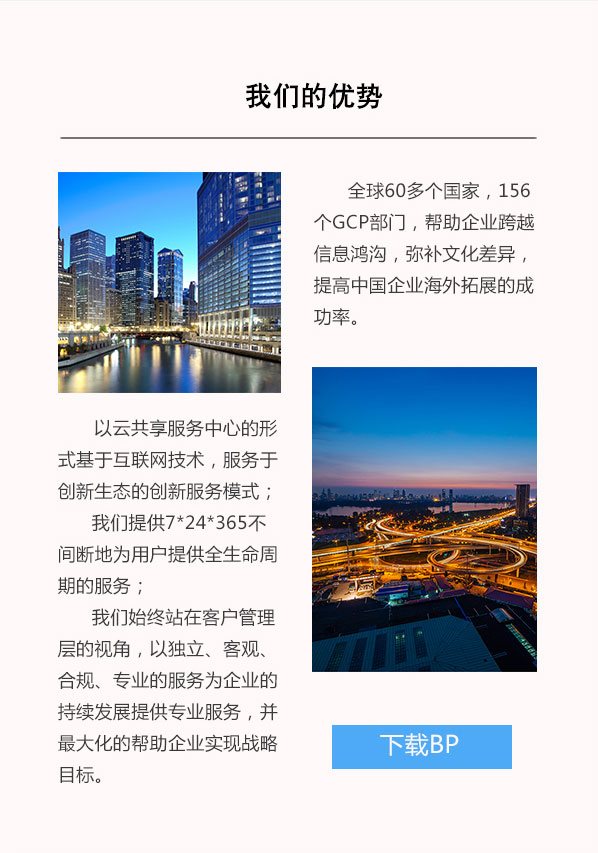 我们的优势
全球60多个国家，156
个GCP部门，帮助企业跨越
信息鸿沟，弥补文化差异，
提高中国企业海外拓展的成
功率。
以云共享服务中心的形
式基于互联网技术，服务于
创新生态的创新服务模式；
我们提供7*24*365不
间断地为用户提供全生命周
期的服务；
我们始终站在客户管理
层的视角，以独立、客观、
合规、专业的服务为企业的
持续发展提供专业服务，并
最大化的帮助企业实现战略
目标。
下载BP